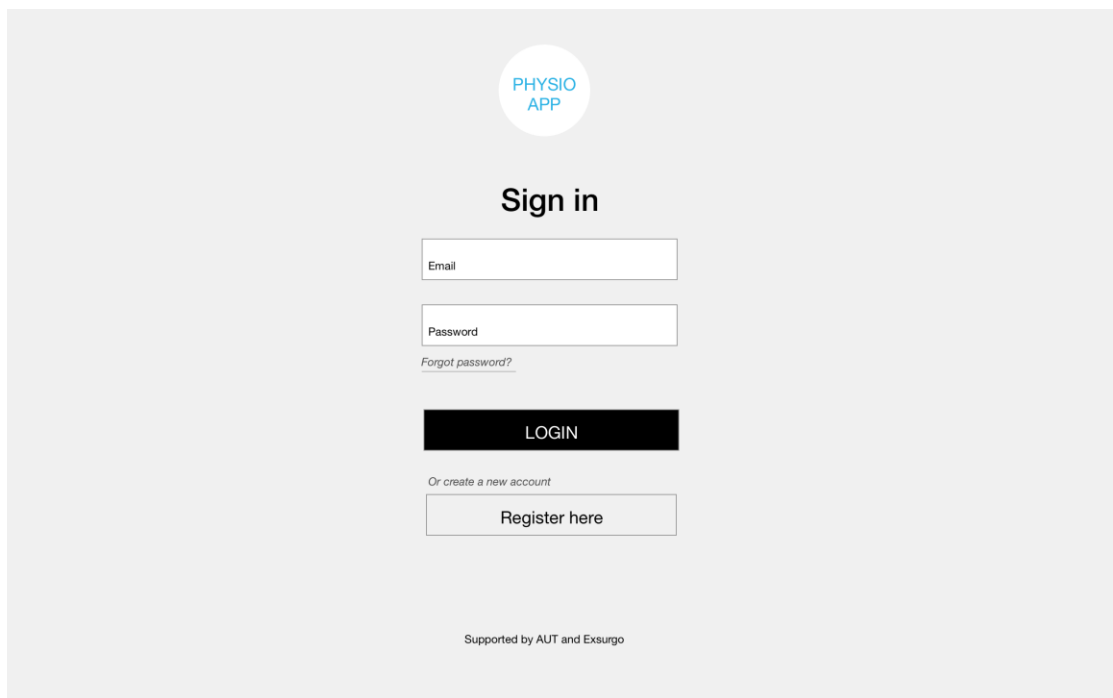 PHYSIO
APP
Sign in
Email
Password
Forgot password?
LOGIN
Or create a new account
Register here
Supported by AUT and Exsurgo